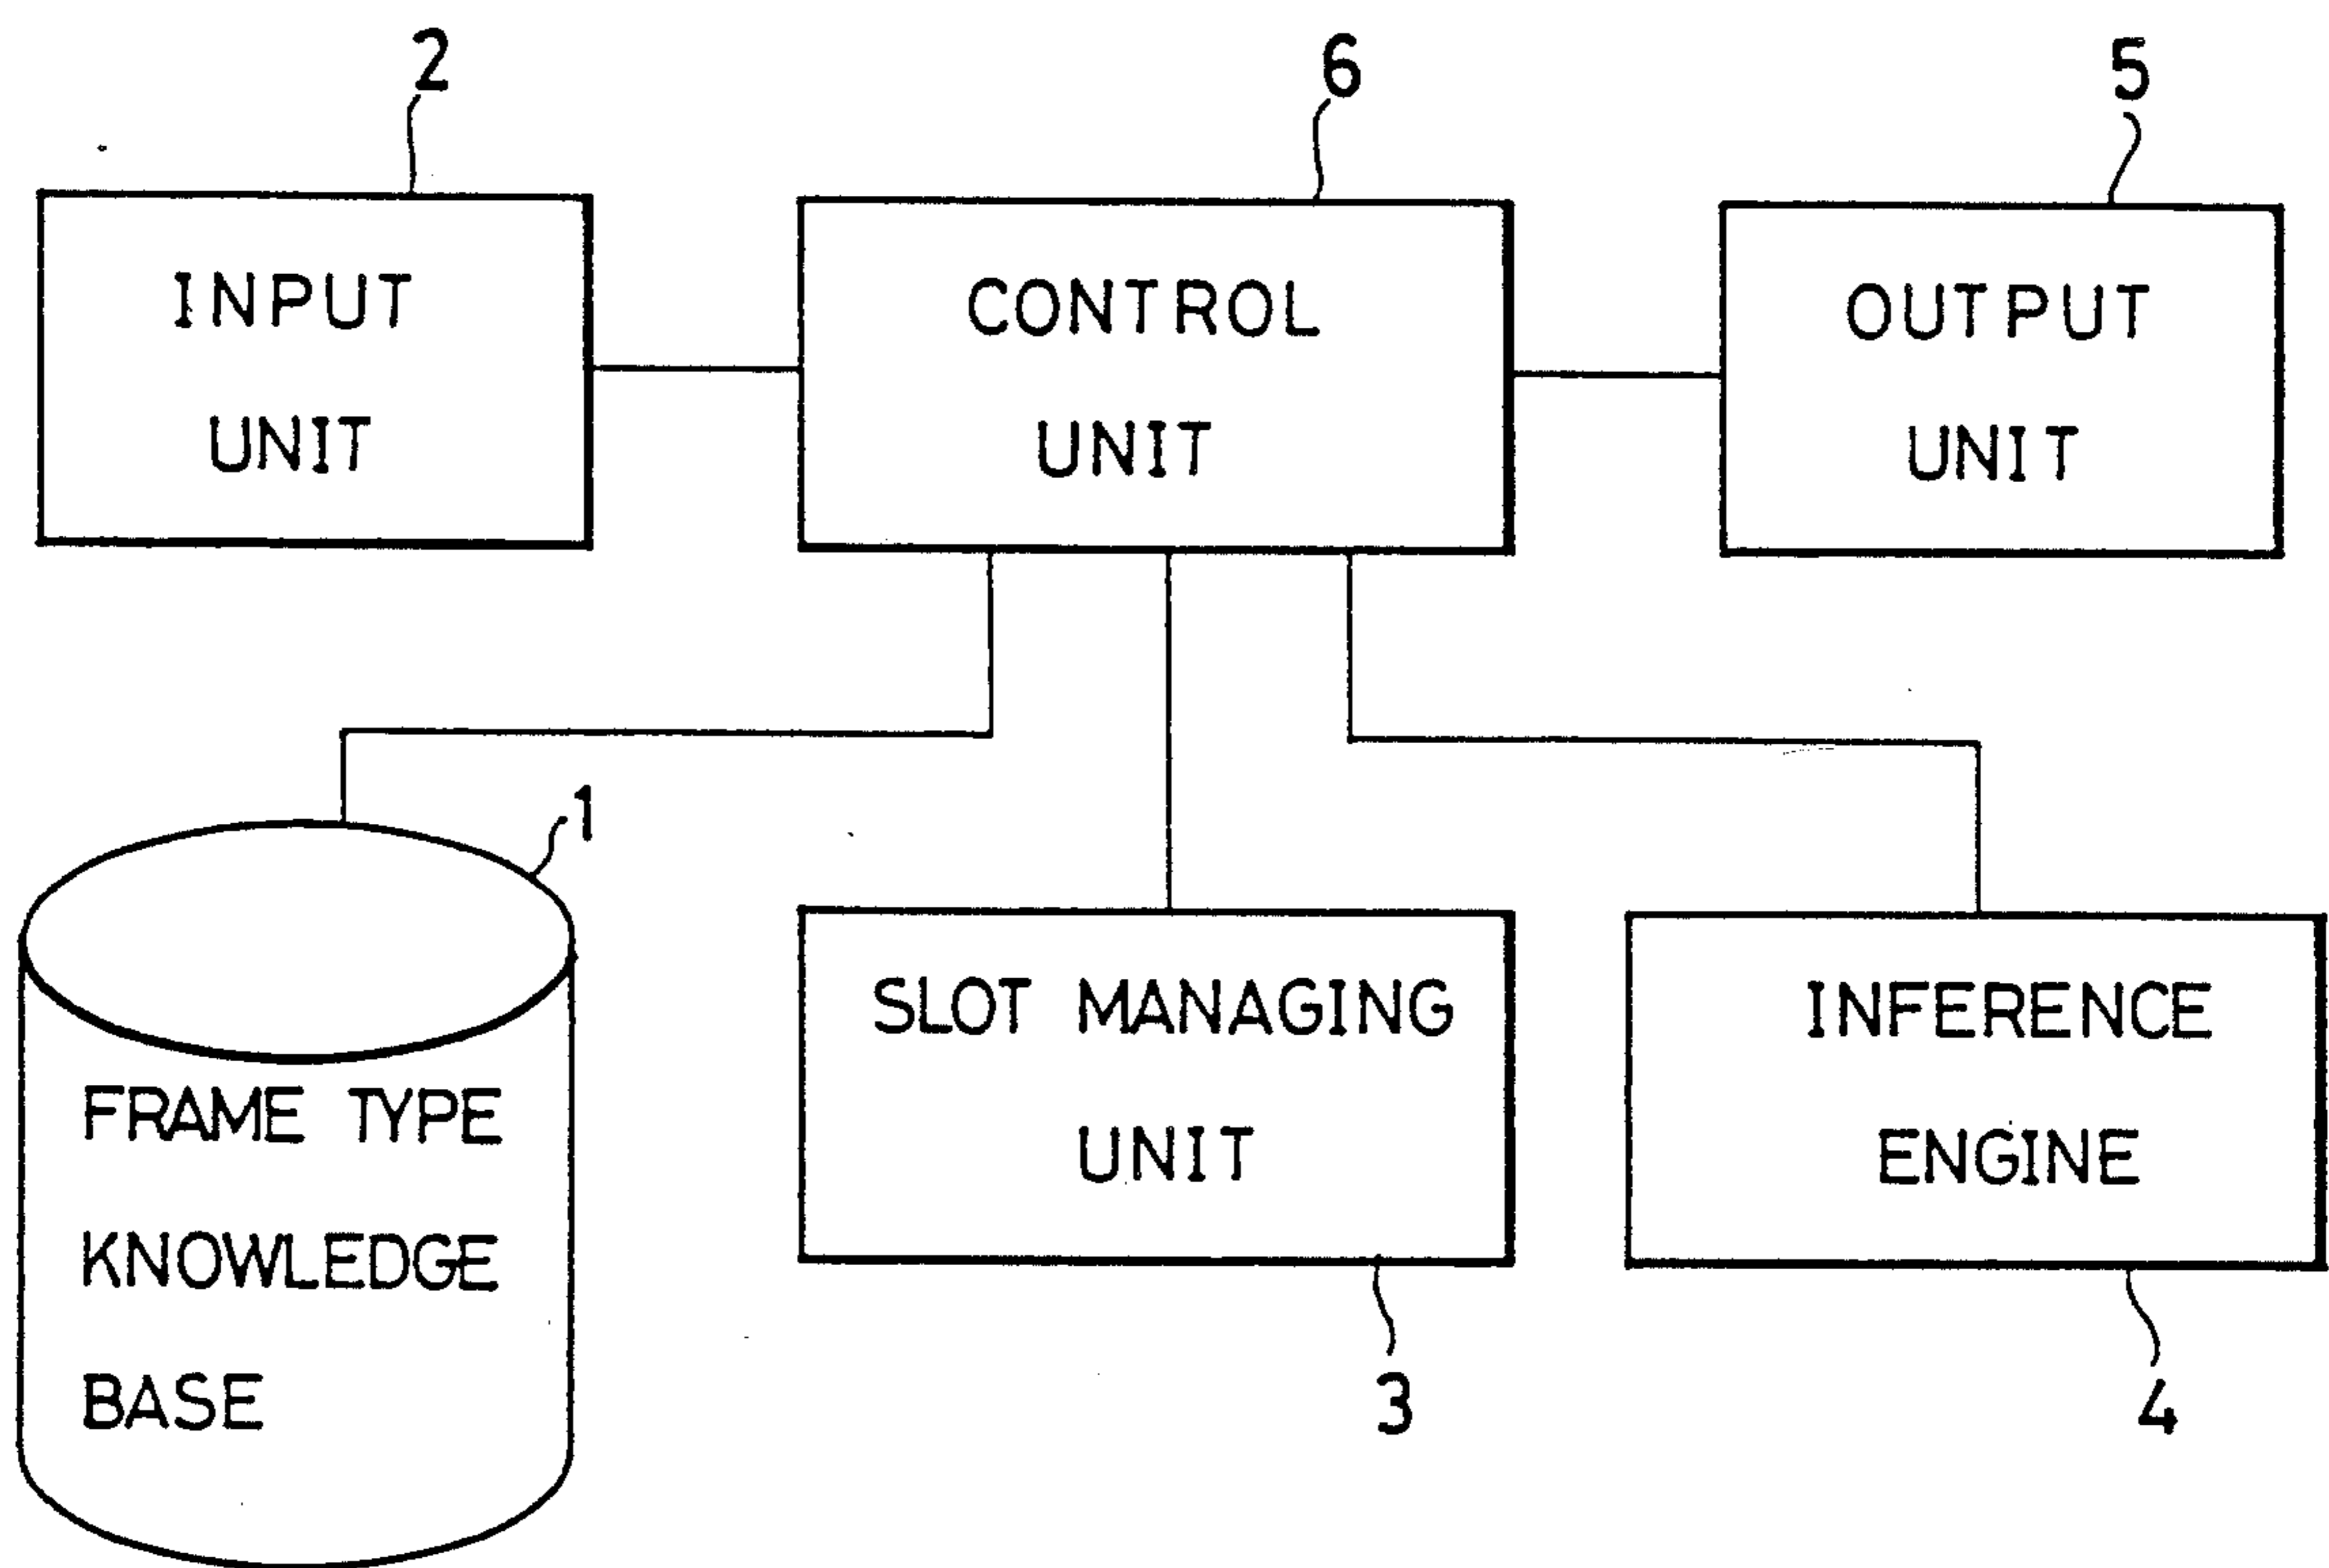 2
6
5
INPUT
UNIT
CONTROL
UNIT
OUTPUT
UNIT
1
FRAME TYPE
KNOWLEDGE
BASE
SLOT MANAGING
UNIT
INFERENCE
ENGINE
3
4